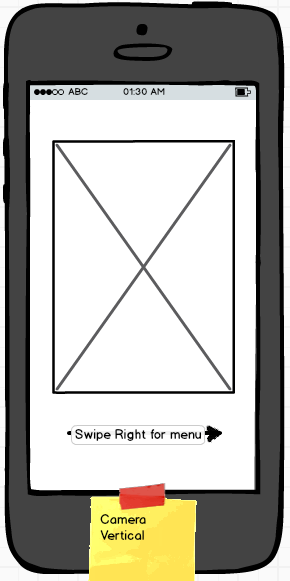 ABC 01:30 AM
Swipe Right for menu
Camera
Vertical